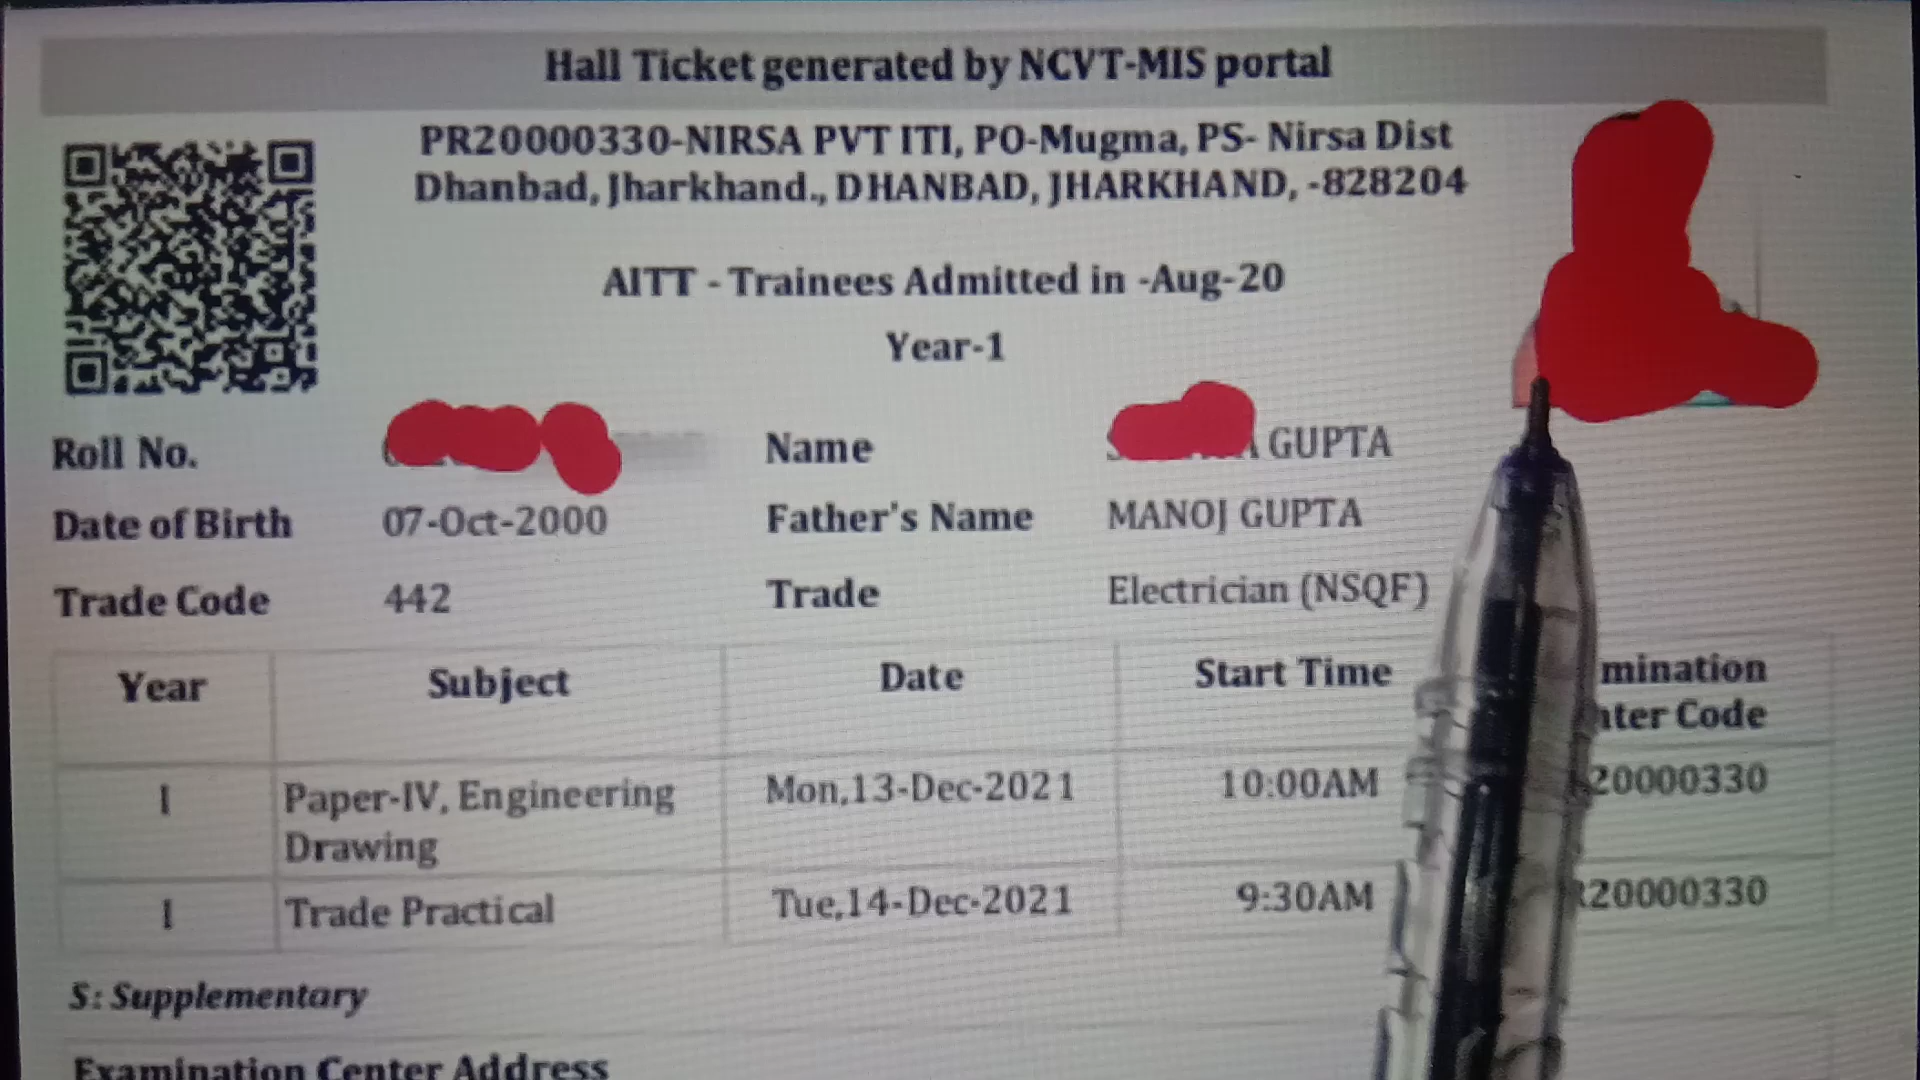 Hall Ticket generated by NCVT-MIS portal
PR20000330-NIRSA PVT ITI, PO-Mugma, PS- Nirsa Dist
Dhanbad, Jharkhand., DHANBAD, JHARKHAND, -828204
AITT - Trainees Admitted in -Aug-20
Year-1
Roll No. Name GUPTA
Date of Birth 07-Oct-2000 Father's Name MANOJ GUPTA
Trade Code 442 Trade Electrician (NSQF)
Year Subject Date Start Time mination
nter Code
I Paper-IV, Engineering Mon,13-Dec-2021 10:00AM 20000330
Drawing
I Trade Practical Tue,14-Dec-2021 9:30AM R20000330
S: Supplementary
Examination Center Address